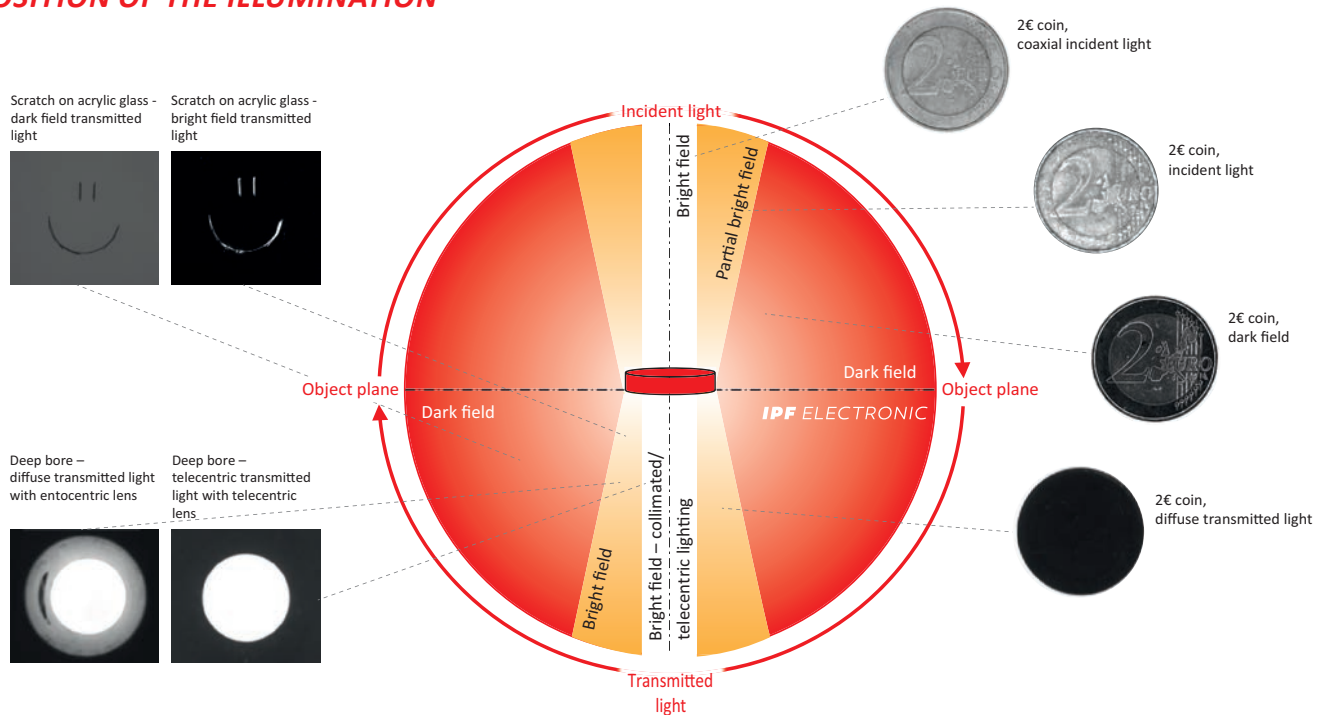 POSITION OF THE ILLUMINATION
2€ coin,
coaxial incident light
Scratch on acrylic glass -
dark field transmitted
light
Scratch on acrylic glass -
bright field transmitted
light
Incident light
2€ coin,
incident light
Bright field
Partial bright field
2€ coin,
dark field
Dark field
Object plane
Object plane
Dark field
IPF ELECTRONIC
Deep bore –
diffuse transmitted light
with entocentric lens
Deep bore –
telecentric transmitted
light with telecentric
lens
2€ coin,
diffuse transmitted light
Bright field
Bright field – collimated/
telecentric lighting
Transmitted
light